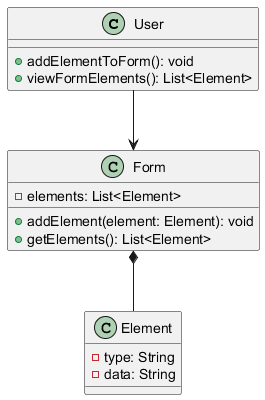 C User
addElementToForm(): void
viewFormElements(): List<Element>
C Form
elements: List<Element>
addElement(element: Element): void
getElements(): List<Element>
C Element
type: String
data: String